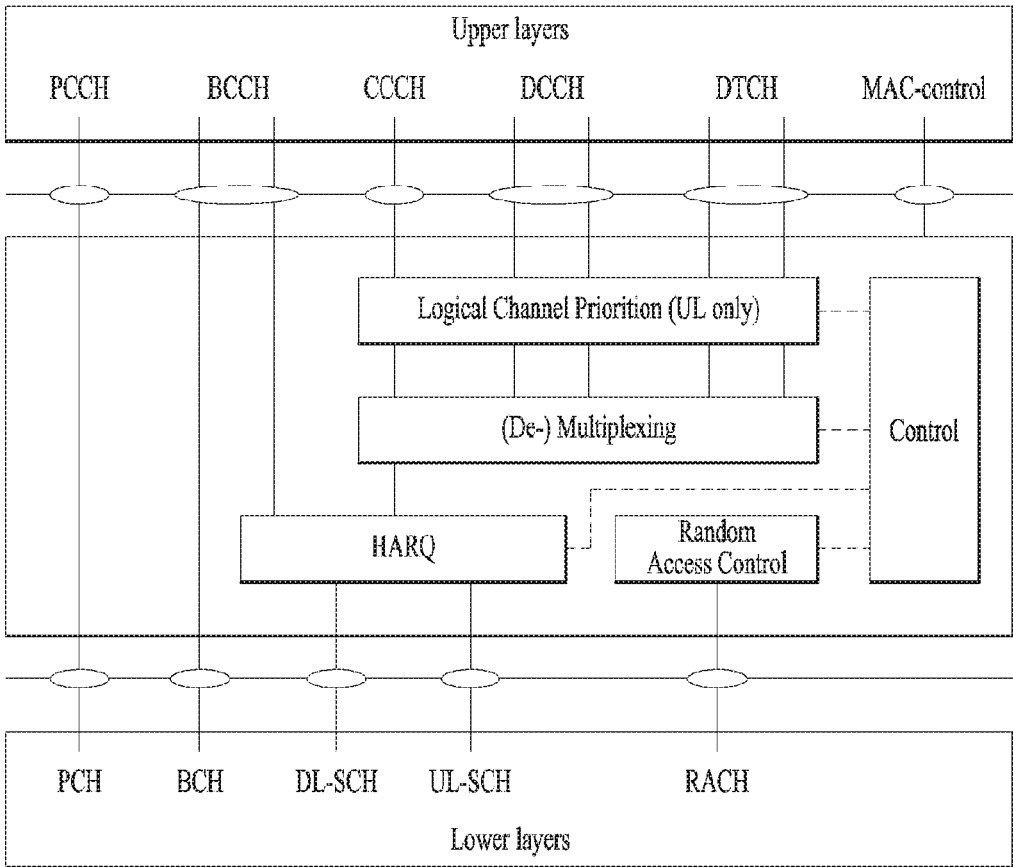 Upper layers
PCCH BCCH CCCH DCCH DTCH MAC-control
Logical Channel Priorition (UL only)
(De-) Multiplexing
Control
HARQ
Random
Access Control
PCH BCH DL-SCH UL-SCH RACH
Lower layers